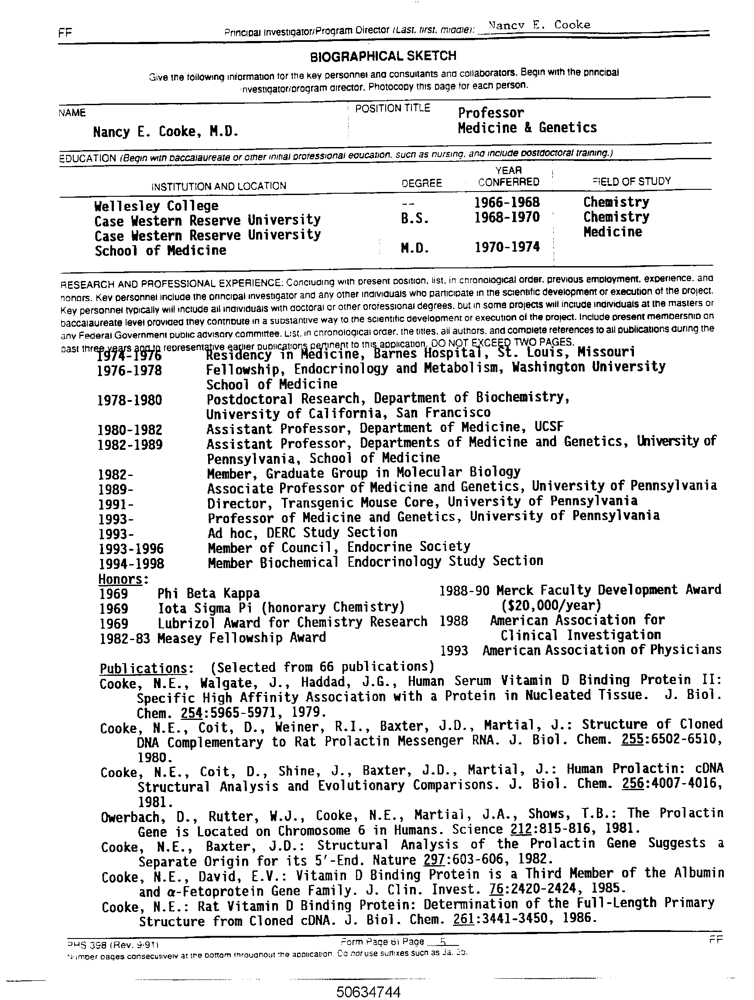 FF Principal Investigator/Program Director (Last, first, middle): Nancy E. Cooke
BIOGRAPHICAL SKETCH
Give the following information for the key personnel and consultants and collaborators. Begin with the principal
investigator/program director. Photocopy this page for each person.
NAME POSITION TITLE
Nancy E. Cooke, M.D. Professor
Medicine & Genetics
EDUCATION (Begin with baccalaureate or other initial professional education, such as nursing, and include postdoctoral training.)
INSTITUTION AND LOCATION DEGREE YEAR CONFERRED FIELD OF STUDY
Wellesley College -- 1966-1968 Chemistry
Case Western Reserve University B.S. 1968-1970 Chemistry
Case Western Reserve University Medicine
School of Medicine M.D. 1970-1974
RESEARCH AND PROFESSIONAL EXPERIENCE: Concluding with present position, list, in chronological order, previous employment, experience, and
honors. Key personnel include the principal investigator and any other individuals who participate in the scientific development or execution of the project.
Key personnel typically will include all individuals with doctoral or other professional degrees, but in some projects will include individuals at the masters or
baccalaureate level provided they contribute in a substantive way to the scientific development or execution of the project. Include present membership on
any Federal Government public advisory committee. List, in chronological order, the titles, all authors, and complete references to all publications during the
past three years and to representative earlier publications pertinent to this application. DO NOT EXCEED TWO PAGES.
1974-1976 Residency in Medicine, Barnes Hospital, St. Louis, Missouri
1976-1978 Fellowship, Endocrinology and Metabolism, Washington University
School of Medicine
1978-1980 Postdoctoral Research, Department of Biochemistry,
University of California, San Francisco
1980-1982 Assistant Professor, Department of Medicine, UCSF
1982-1989 Assistant Professor, Departments of Medicine and Genetics, University of
Pennsylvania, School of Medicine
1982- Member, Graduate Group in Molecular Biology
1989- Associate Professor of Medicine and Genetics, University of Pennsylvania
1991- Director, Transgenic Mouse Core, University of Pennsylvania
1993- Professor of Medicine and Genetics, University of Pennsylvania
1993- Ad hoc, DERC Study Section
1993-1996 Member of Council, Endocrine Society
1994-1998 Member Biochemical Endocrinology Study Section
Honors:
1969 Phi Beta Kappa 1988-90 Merck Faculty Development Award
1969 Iota Sigma Pi (honorary Chemistry) ($20,000/year)
1969 Lubrizol Award for Chemistry Research 1988 American Association for
1982-83 Measey Fellowship Award Clinical Investigation
1993 American Association of Physicians
Publications: (Selected from 66 publications)
Cooke, N.E., Walgate, J., Haddad, J.G., Human Serum Vitamin D Binding Protein II:
Specific High Affinity Association with a Protein in Nucleated Tissue. J. Biol.
Chem. 254:5965-5971, 1979.
Cooke, N.E., Coit, D., Weiner, R.I., Baxter, J.D., Martial, J.: Structure of Cloned
DNA Complementary to Rat Prolactin Messenger RNA. J. Biol. Chem. 255:6502-6510,
1980.
Cooke, N.E., Coit, D., Shine, J., Baxter, J.D., Martial, J.: Human Prolactin: cDNA
Structural Analysis and Evolutionary Comparisons. J. Biol. Chem. 256:4007-4016,
1981.
Owerbach, D., Rutter, W.J., Cooke, N.E., Martial, J.A., Shows, T.B.: The Prolactin
Gene is Located on Chromosome 6 in Humans. Science 212:815-816, 1981.
Cooke, N.E., Baxter, J.D.: Structural Analysis of the Prolactin Gene Suggests a
Separate Origin for its 5'-End. Nature 297:603-606, 1982.
Cooke, N.E., David, E.V.: Vitamin D Binding Protein is a Third Member of the Albumin
and α-Fetoprotein Gene Family. J. Clin. Invest. 76:2420-2424, 1985.
Cooke, N.E.: Rat Vitamin D Binding Protein: Determination of the Full-Length Primary
Structure from Cloned cDNA. J. Biol. Chem. 261:3441-3450, 1986.
PHS 398 (Rev. 9/91) Form Page 6) Page 5 FF
Number pages consecutively at the bottom throughout the application. Do not use suffixes such as 3a, 3b.
50634744